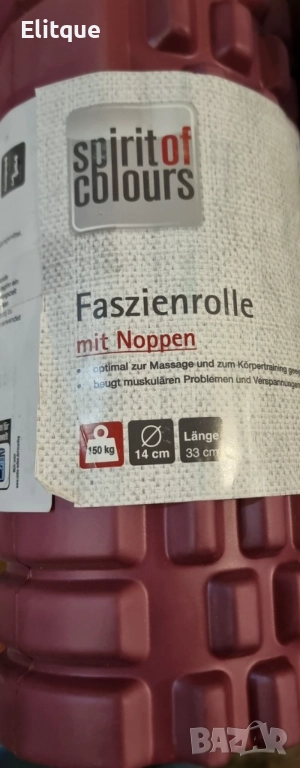 Elitque
spirit of
colours
Faszienrolle
mit Noppen
• optimal zur Massage und zum Körpertraining
• beugt muskulären Problemen und Verspannungen
150 kg
14 cm
Länge
33 cm
BAZAR